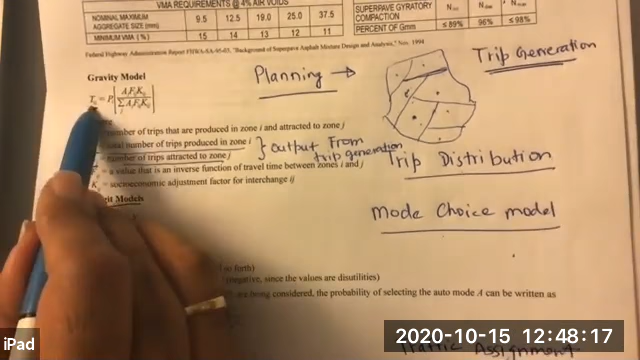 VMA REQUIREMENTS @ 4% AIR VOIDS
NOMINAL MAXIMUM AGGREGATE SIZE (mm) 9.5 12.5 19.0 25.0 37.5
MINIMUM VMA (%) 15 14 13 12 11
SUPERPAVE GYRATORY COMPACTION
PERCENT OF Gmm ≤ 89% 96% ≤ 98%
Federal Highway Administration Report FHWA-SA-95-03, "Background of Superpave Asphalt Mixture Design and Analysis," Nov. 1994
Gravity Model
Planning →
Trip Generation
number of trips that are produced in zone i and attracted to zone j
number of trips produced in zone i
number of trips attracted to zone j
} output from trip generation
= a value that is an inverse function of travel time between zones i and j
= socioeconomic adjustment factor for interchange ij
Trip Distribution
Models
Mode Choice model
so forth)
negative, since the values are disutilities)
are being considered, the probability of selecting the auto mode A can be written as
Traffic Assignment
iPad
2020-10-15 12:48:17